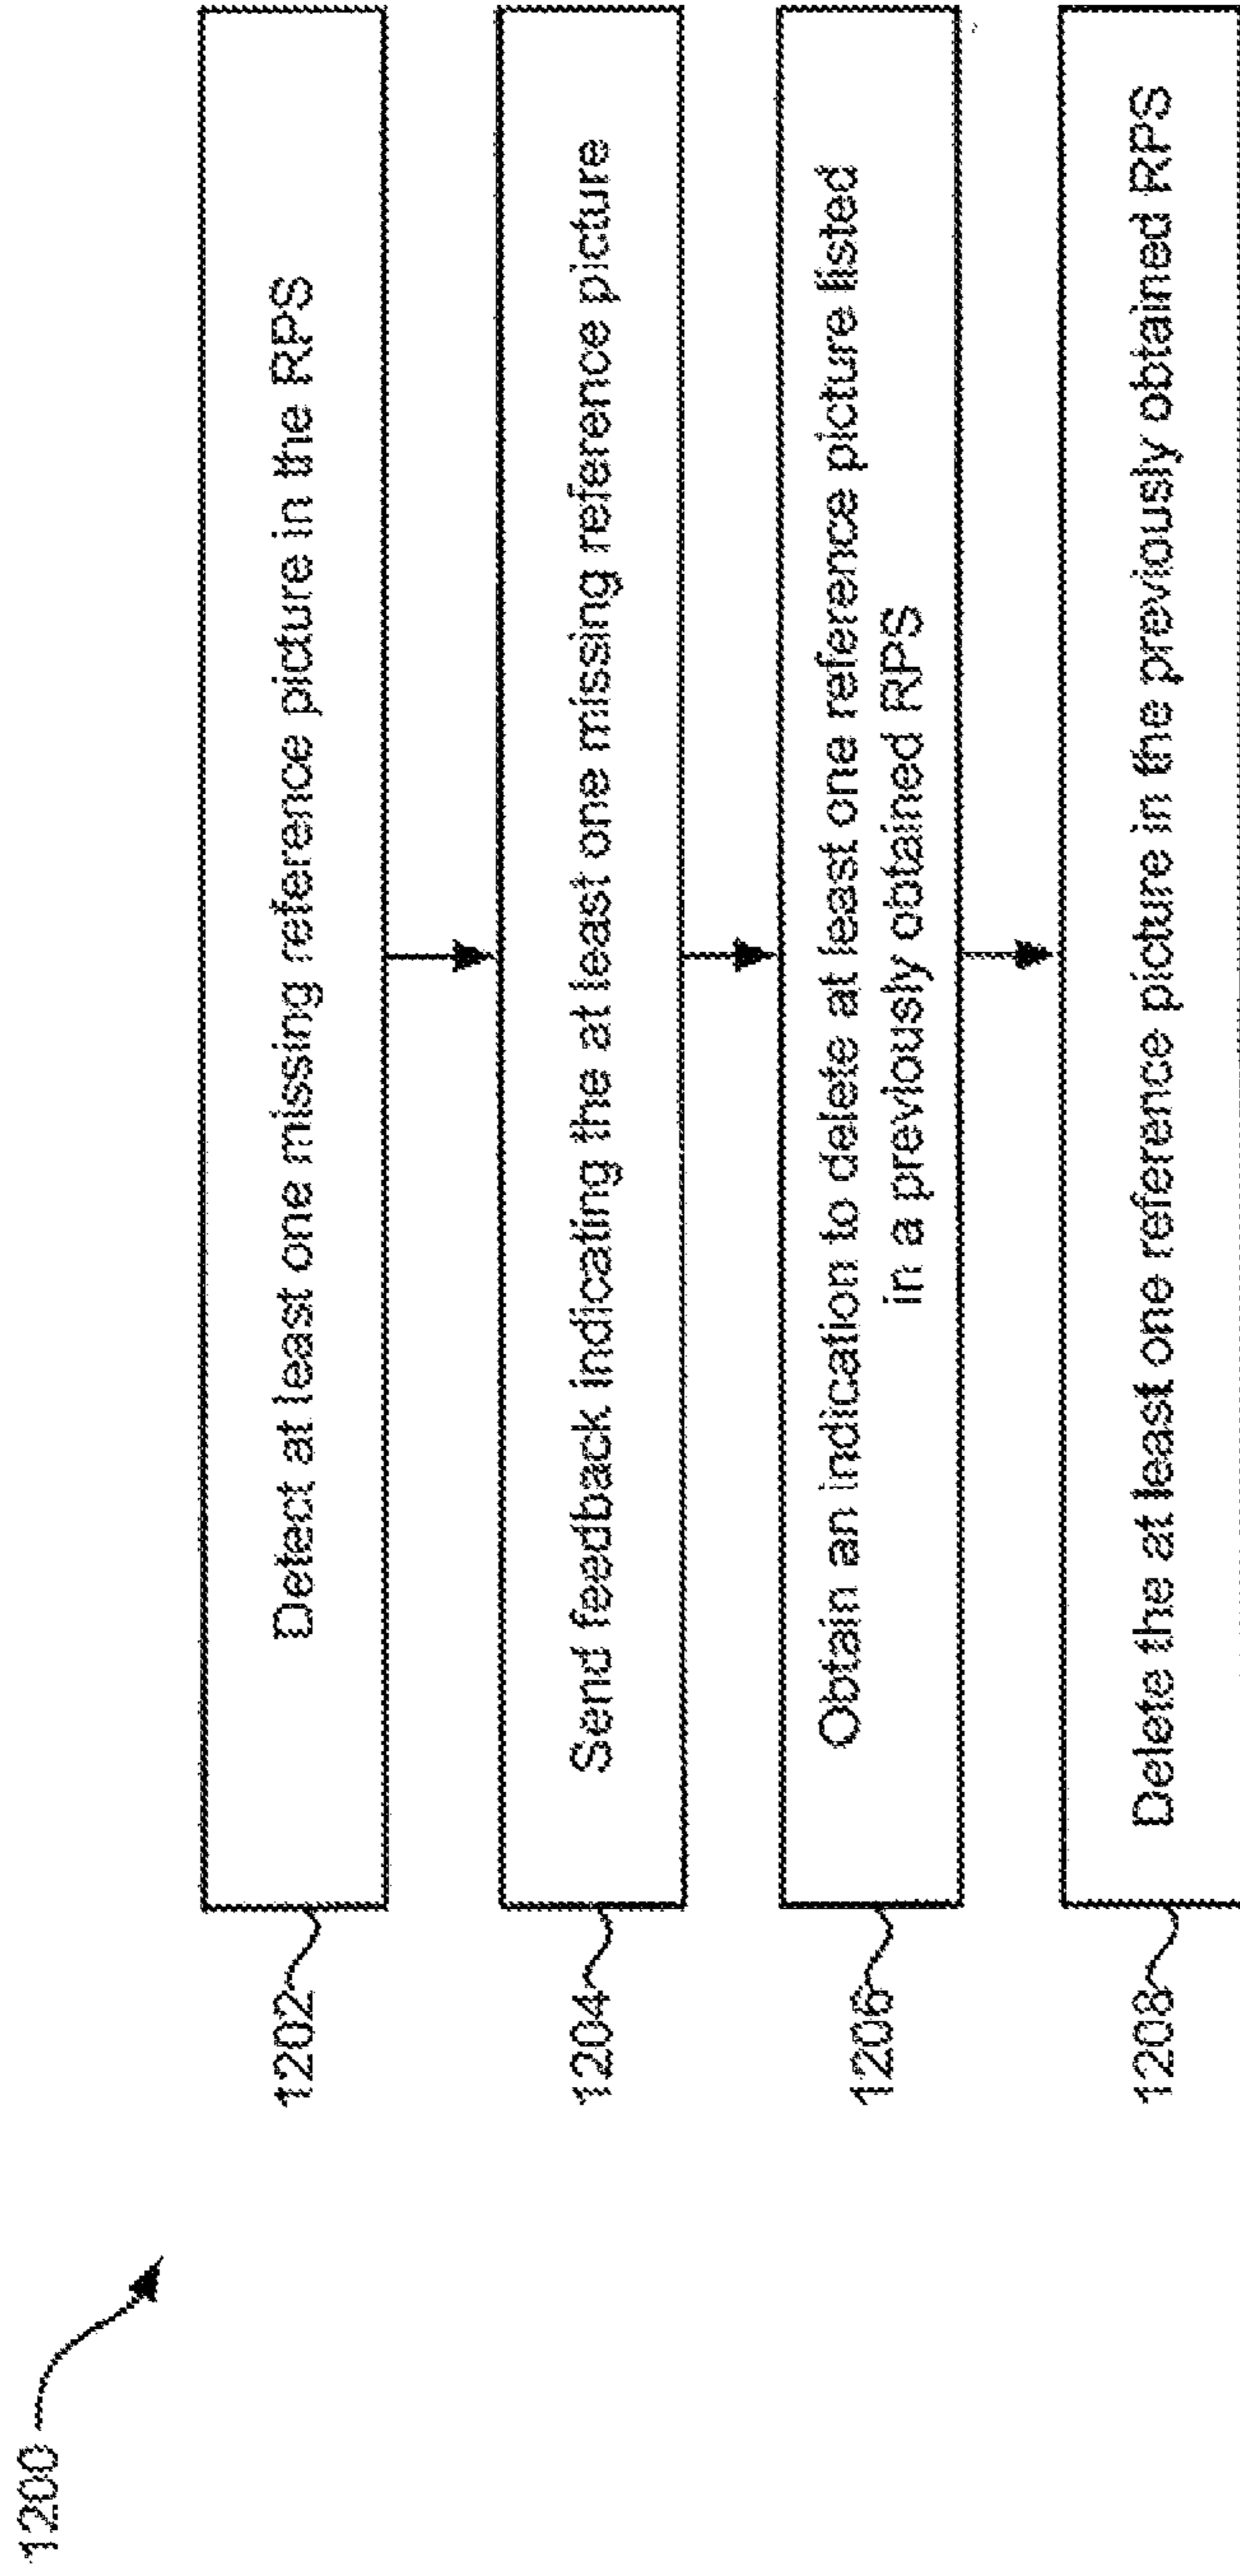 1200
1202
Detect at least one missing reference picture in the RPS
1204
Send feedback indicating the at least one missing reference picture
1206
Obtain an indication to delete at least one reference picture listed
in a previously obtained RPS
1208
Delete the at least one reference picture in the previously obtained RPS